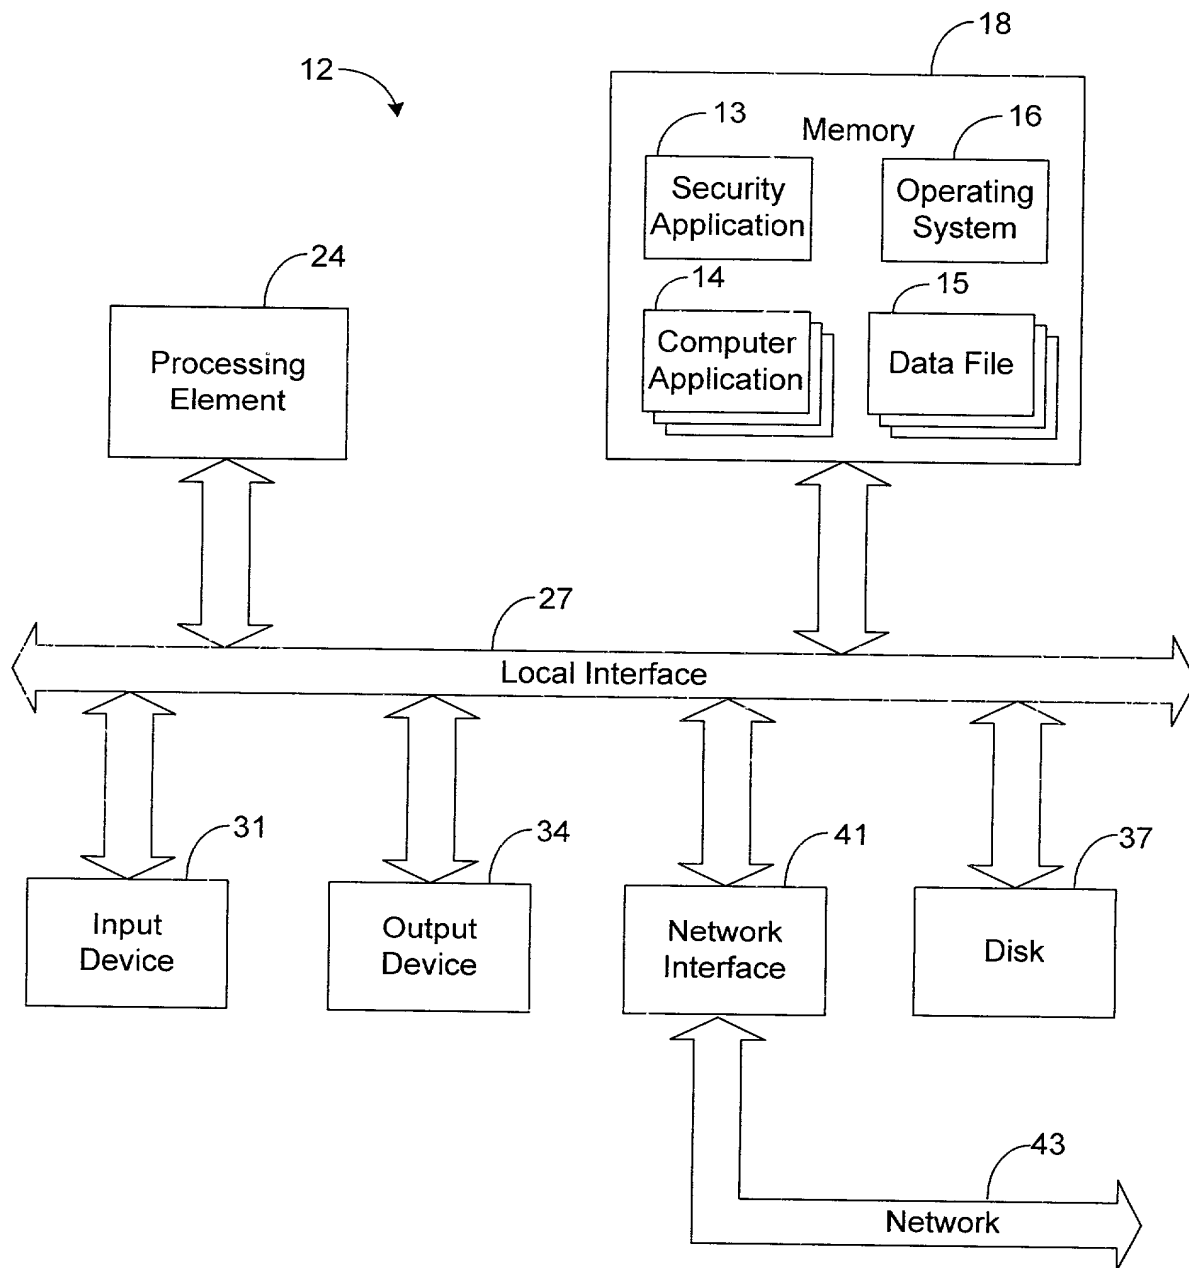 18
12
13
Memory
16
Security
Application
Operating
System
24
14
15
Processing
Element
Computer
Application
Data File
27
Local Interface
31
34
41
37
Input
Device
Output
Device
Network
Interface
Disk
43
Network